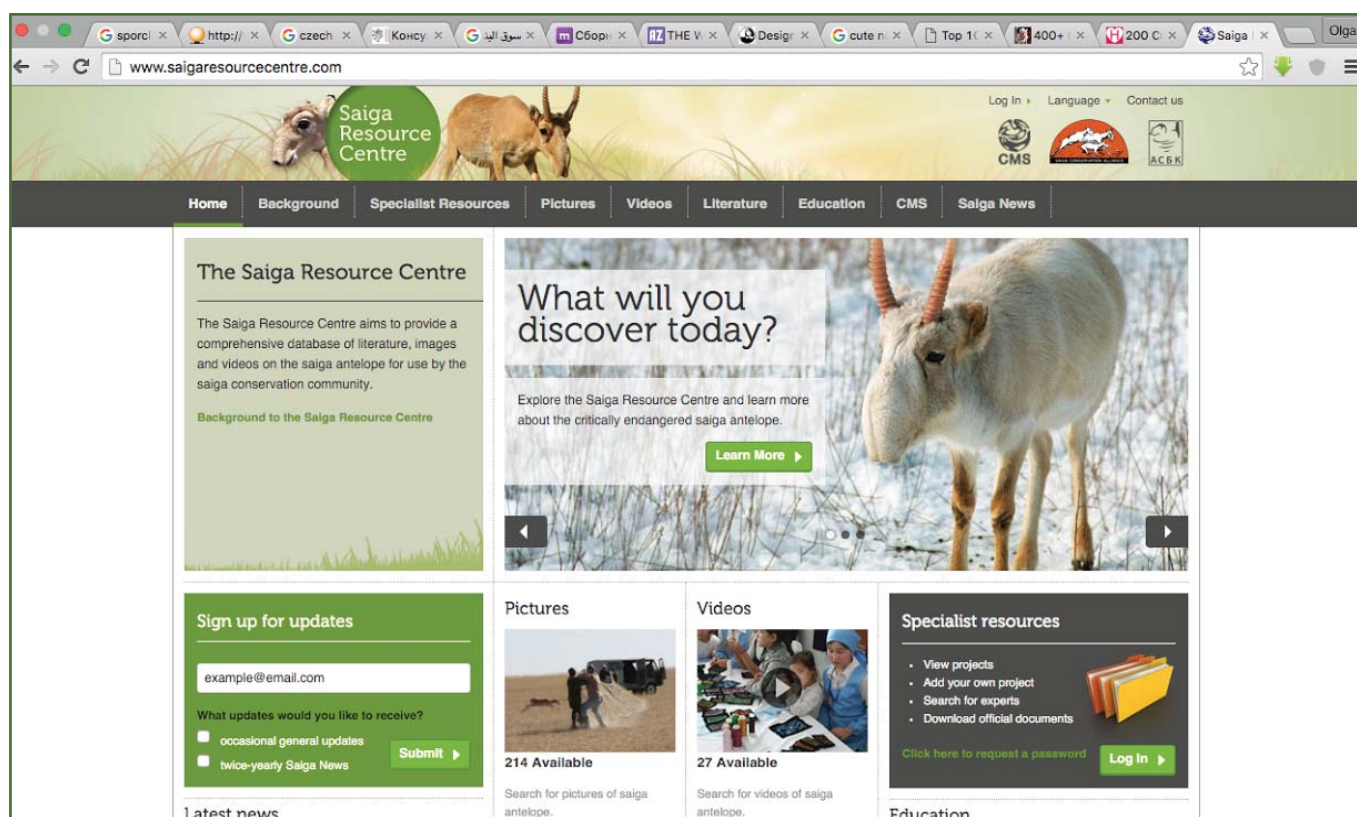 G sporcl
http://
G czech
Консу
G سوق الي
m Сборн
AZ THE W
Design
G cute n
Top 1(
400+
H 200 C
Saiga
Olga
www.saigaresourcecentre.com
Saiga
Resource
Centre
Log In
Language
Contact us
CMS
SAIGA CONSERVATION ALLIANCE
АСБК
Home
Background
Specialist Resources
Pictures
Videos
Literature
Education
CMS
Saiga News
The Saiga Resource Centre
The Saiga Resource Centre aims to provide a
comprehensive database of literature, images
and videos on the saiga antelope for use by the
saiga conservation community.
Background to the Saiga Resource Centre
What will you
discover today?
Explore the Saiga Resource Centre and learn more
about the critically endangered saiga antelope.
Learn More
Sign up for updates
example@email.com
What updates would you like to receive?
occasional general updates
twice-yearly Saiga News
Submit
Latest news
Pictures
214 Available
Search for pictures of saiga
antelope.
Videos
27 Available
Search for videos of saiga
antelope.
Specialist resources
• View projects
• Add your own project
• Search for experts
• Download official documents
Click here to request a password
Log In
Education